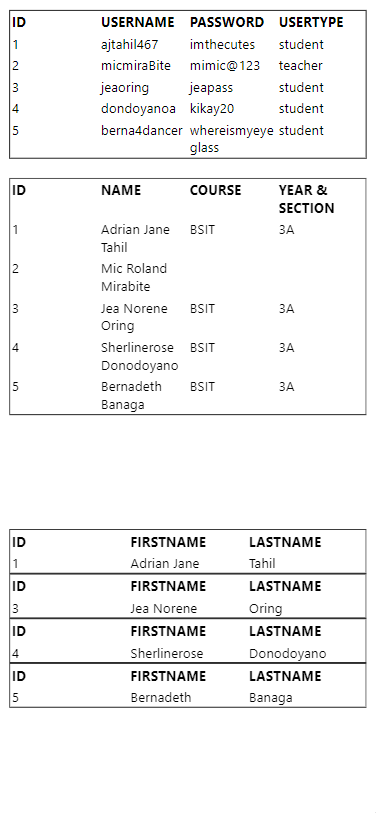 ID USERNAME PASSWORD USERTYPE
1 ajtahil467 imthecutes student
2 micmiraBite mimic@123 teacher
3 jeaoring jeapass student
4 dondoyanoa kikay20 student
5 berna4dancer whereismyeye student
glass
ID NAME COURSE YEAR &
SECTION
1 Adrian Jane BSIT 3A
Tahil
2 Mic Roland
Mirabite
3 Jea Norene BSIT 3A
Oring
4 Sherlinerose BSIT 3A
Donodoyano
5 Bernadeth BSIT 3A
Banaga
ID FIRSTNAME LASTNAME
1 Adrian Jane Tahil
ID FIRSTNAME LASTNAME
3 Jea Norene Oring
ID FIRSTNAME LASTNAME
4 Sherlinerose Donodoyano
ID FIRSTNAME LASTNAME
5 Bernadeth Banaga